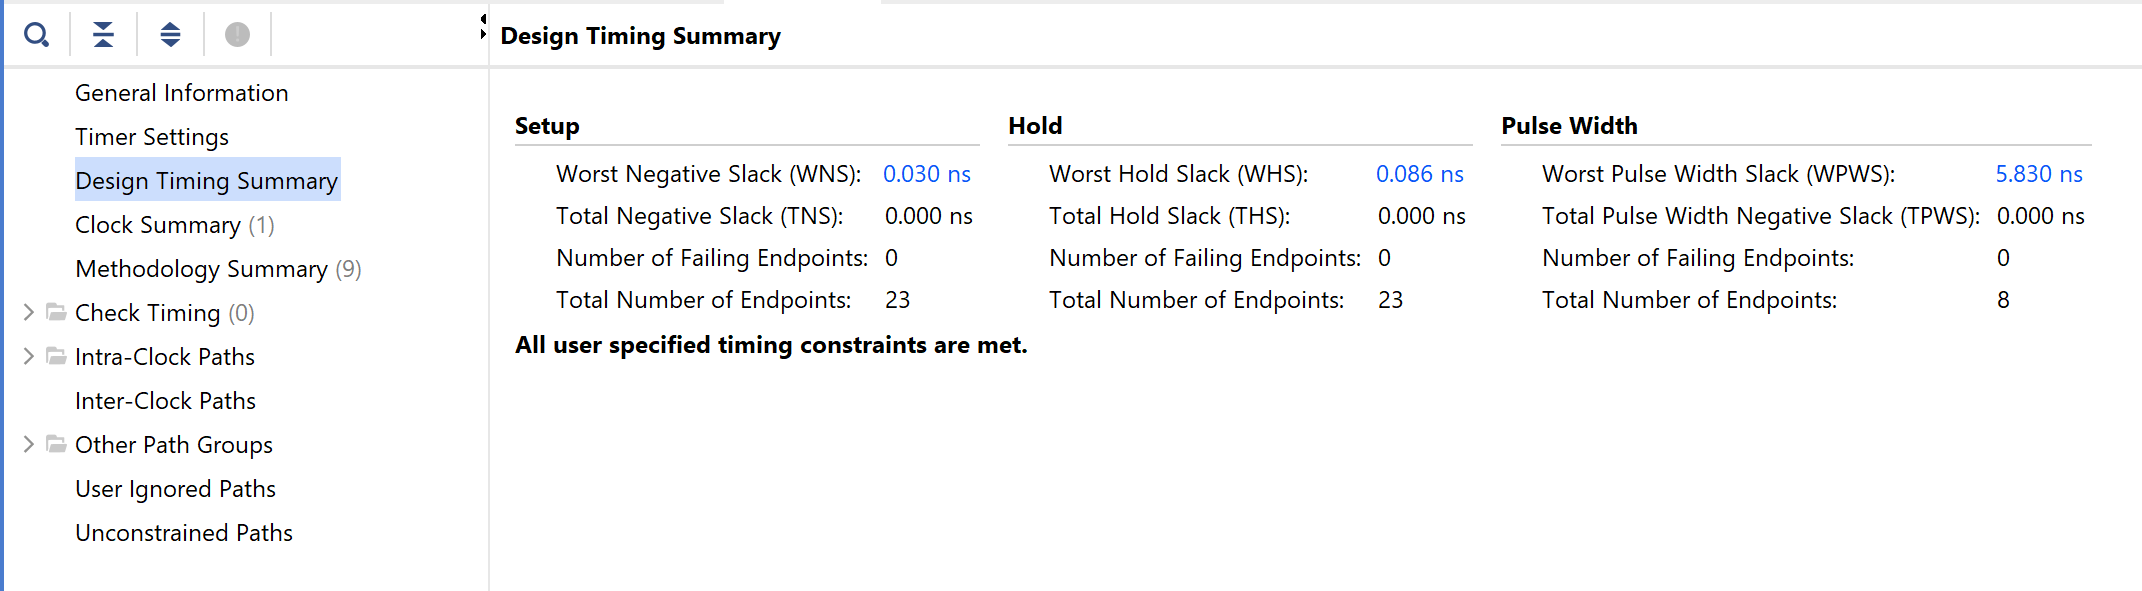 Design Timing Summary
General Information
Timer Settings
Design Timing Summary
Clock Summary (1)
Methodology Summary (9)
Check Timing (0)
Intra-Clock Paths
Inter-Clock Paths
Other Path Groups
User Ignored Paths
Unconstrained Paths
Setup
Worst Negative Slack (WNS): 0.030 ns
Total Negative Slack (TNS): 0.000 ns
Number of Failing Endpoints: 0
Total Number of Endpoints: 23
Hold
Worst Hold Slack (WHS): 0.086 ns
Total Hold Slack (THS): 0.000 ns
Number of Failing Endpoints: 0
Total Number of Endpoints: 23
Pulse Width
Worst Pulse Width Slack (WPWS): 5.830 ns
Total Pulse Width Negative Slack (TPWS): 0.000 ns
Number of Failing Endpoints: 0
Total Number of Endpoints: 8
All user specified timing constraints are met.